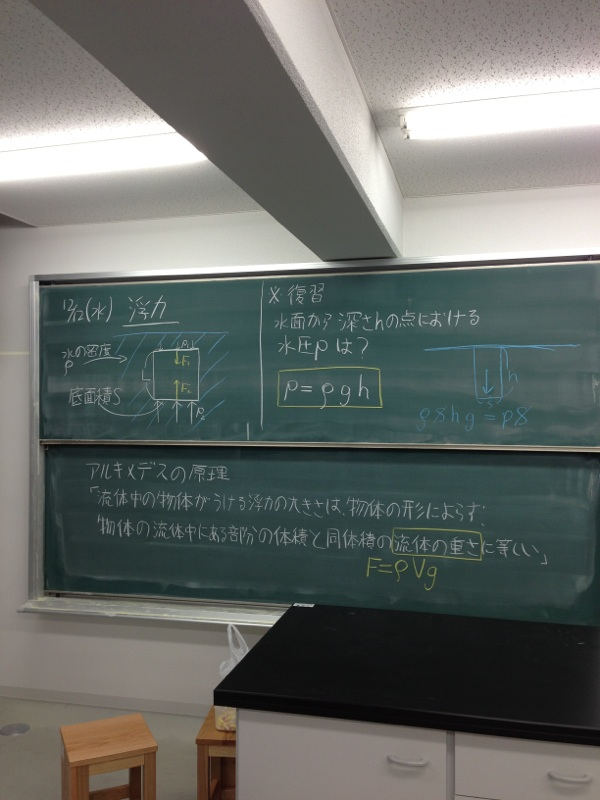 12/12(水) 浮力
水の密度
ρ
底面積S
P₁
F₁
F₂
P₂
※復習
水面から深さhの点における
水圧pは?
p=ρgh
h
S
ρShg=pS
アルキメデスの原理
「流体中の物体がうける浮力の大きさは、物体の形によらず、
物体の流体中にある部分の体積と同体積の流体の重さに等しい」
F=ρVg